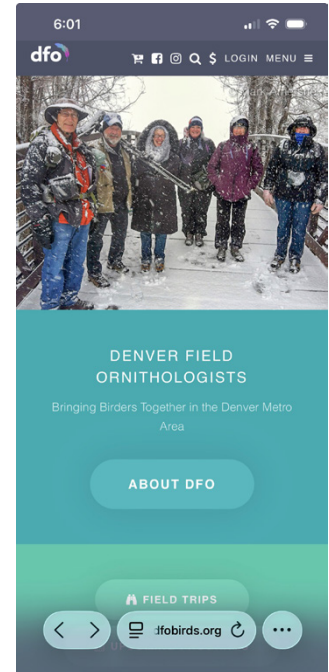 6:01
dfo
$ LOGIN MENU
DENVER FIELD
ORNITHOLOGISTS
Bringing Birders Together in the Denver Metro
Area
ABOUT DFO
FIELD TRIPS
dfobirds.org